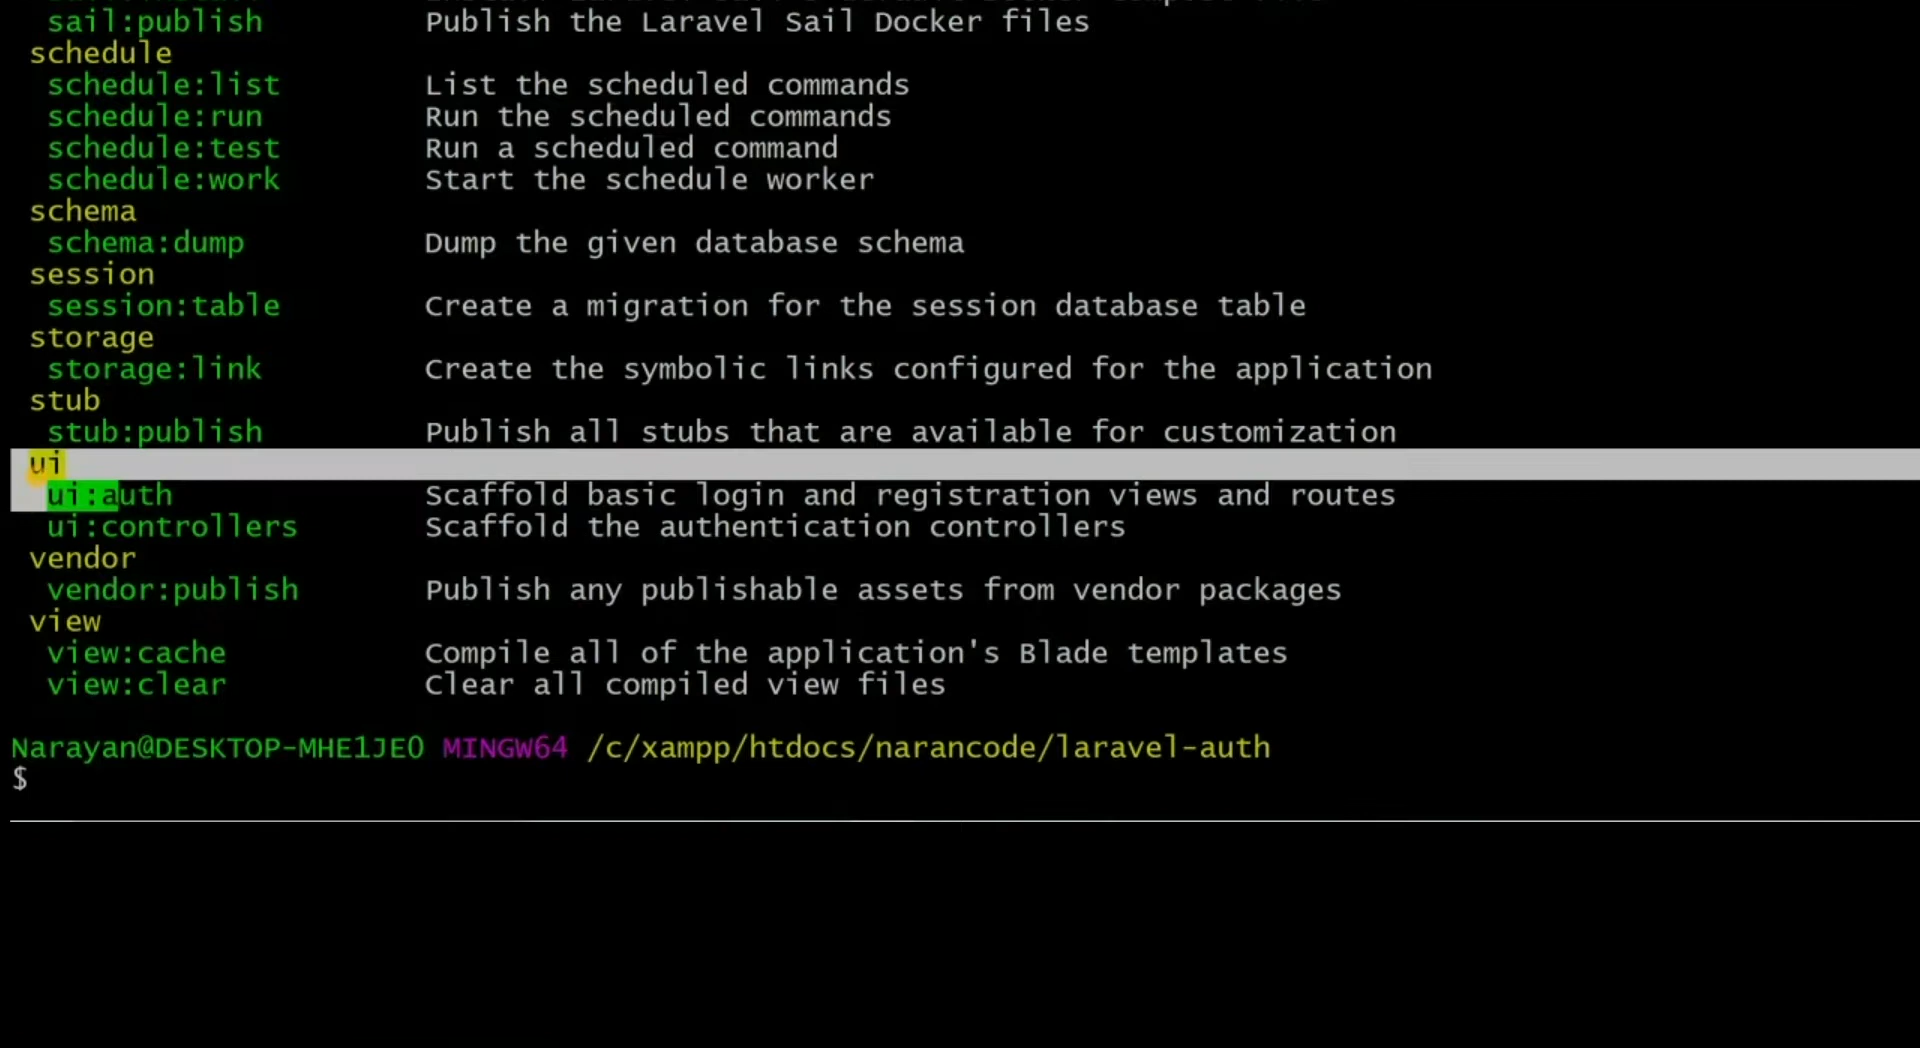 sail:publish Publish the Laravel Sail Docker files
schedule
schedule:list List the scheduled commands
schedule:run Run the scheduled commands
schedule:test Run a scheduled command
schedule:work Start the schedule worker
schema
schema:dump Dump the given database schema
session
session:table Create a migration for the session database table
storage
storage:link Create the symbolic links configured for the application
stub
stub:publish Publish all stubs that are available for customization
ui
ui:auth Scaffold basic login and registration views and routes
ui:controllers Scaffold the authentication controllers
vendor
vendor:publish Publish any publishable assets from vendor packages
view
view:cache Compile all of the application's Blade templates
view:clear Clear all compiled view files
Narayan@DESKTOP-MHE1JE0 MINGW64 /c/xampp/htdocs/narancode/laravel-auth
$